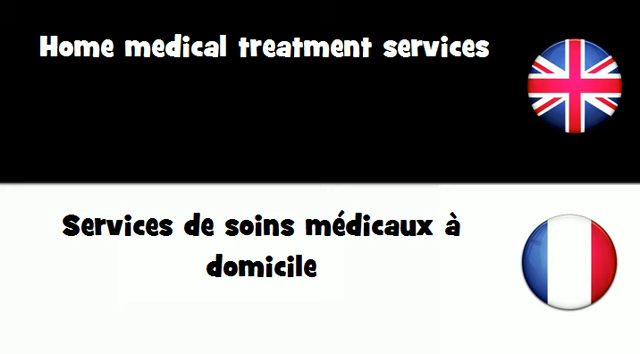 Home medical treatment services
Services de soins médicaux à
domicile